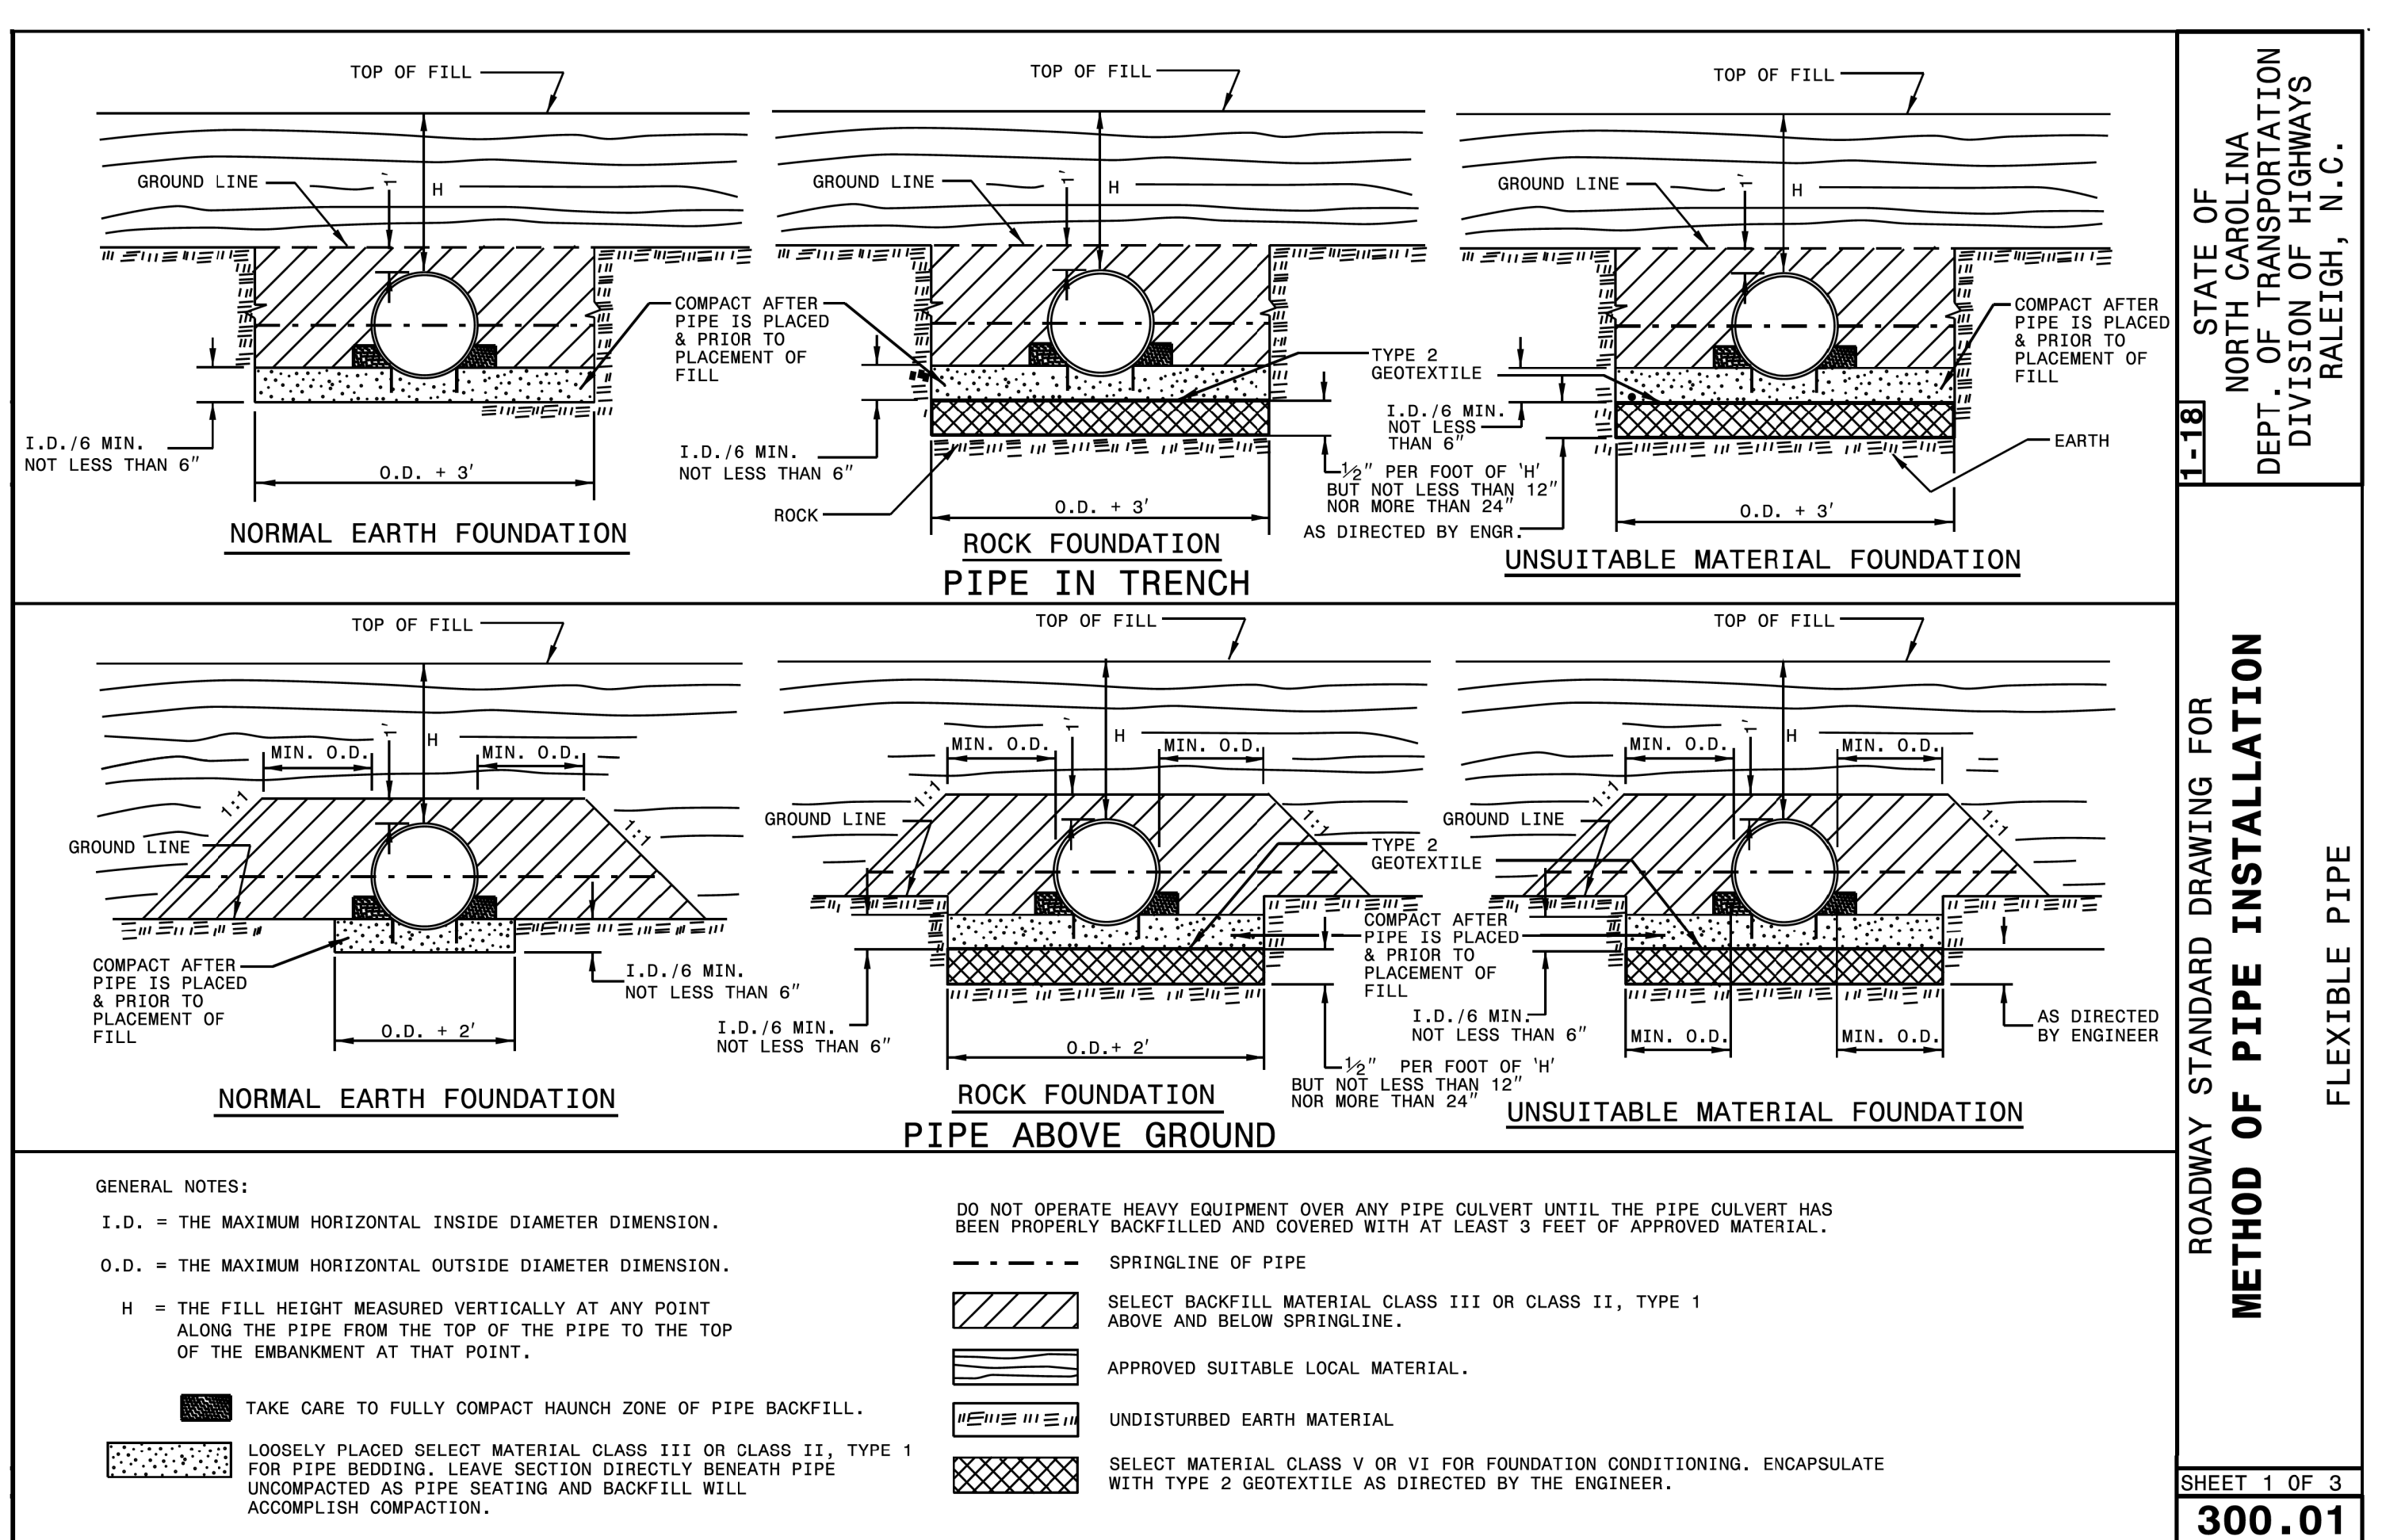 TOP OF FILL
GROUND LINE
1'
H
COMPACT AFTER
PIPE IS PLACED
& PRIOR TO
PLACEMENT OF
FILL
I.D./6 MIN.
NOT LESS THAN 6"
O.D. + 3'
NORMAL EARTH FOUNDATION
TOP OF FILL
GROUND LINE
1'
H
TYPE 2
GEOTEXTILE
I.D./6 MIN.
NOT LESS THAN 6"
ROCK
½" PER FOOT OF 'H'
BUT NOT LESS THAN 12"
NOR MORE THAN 24"
O.D. + 3'
ROCK FOUNDATION
TOP OF FILL
GROUND LINE
1'
H
COMPACT AFTER
PIPE IS PLACED
& PRIOR TO
PLACEMENT OF
FILL
I.D./6 MIN.
NOT LESS
THAN 6"
EARTH
AS DIRECTED BY ENGR.
O.D. + 3'
UNSUITABLE MATERIAL FOUNDATION
PIPE IN TRENCH
TOP OF FILL
1'
H
MIN. O.D.
MIN. O.D.
1:1
1:1
GROUND LINE
COMPACT AFTER
PIPE IS PLACED
& PRIOR TO
PLACEMENT OF
FILL
I.D./6 MIN.
NOT LESS THAN 6"
O.D. + 2'
NORMAL EARTH FOUNDATION
TOP OF FILL
1'
H
MIN. O.D.
MIN. O.D.
1:1
1:1
GROUND LINE
TYPE 2
GEOTEXTILE
COMPACT AFTER
PIPE IS PLACED
& PRIOR TO
PLACEMENT OF
FILL
I.D./6 MIN.
NOT LESS THAN 6"
O.D.+ 2'
½" PER FOOT OF 'H'
BUT NOT LESS THAN 12"
NOR MORE THAN 24"
ROCK FOUNDATION
TOP OF FILL
1'
H
MIN. O.D.
MIN. O.D.
1:1
1:1
GROUND LINE
I.D./6 MIN.
NOT LESS THAN 6"
MIN. O.D.
MIN. O.D.
AS DIRECTED
BY ENGINEER
UNSUITABLE MATERIAL FOUNDATION
PIPE ABOVE GROUND
GENERAL NOTES:
I.D. = THE MAXIMUM HORIZONTAL INSIDE DIAMETER DIMENSION.
O.D. = THE MAXIMUM HORIZONTAL OUTSIDE DIAMETER DIMENSION.
H = THE FILL HEIGHT MEASURED VERTICALLY AT ANY POINT
ALONG THE PIPE FROM THE TOP OF THE PIPE TO THE TOP
OF THE EMBANKMENT AT THAT POINT.
TAKE CARE TO FULLY COMPACT HAUNCH ZONE OF PIPE BACKFILL.
LOOSELY PLACED SELECT MATERIAL CLASS III OR CLASS II, TYPE 1
FOR PIPE BEDDING. LEAVE SECTION DIRECTLY BENEATH PIPE
UNCOMPACTED AS PIPE SEATING AND BACKFILL WILL
ACCOMPLISH COMPACTION.
DO NOT OPERATE HEAVY EQUIPMENT OVER ANY PIPE CULVERT UNTIL THE PIPE CULVERT HAS
BEEN PROPERLY BACKFILLED AND COVERED WITH AT LEAST 3 FEET OF APPROVED MATERIAL.
SPRINGLINE OF PIPE
SELECT BACKFILL MATERIAL CLASS III OR CLASS II, TYPE 1
ABOVE AND BELOW SPRINGLINE.
APPROVED SUITABLE LOCAL MATERIAL.
UNDISTURBED EARTH MATERIAL
SELECT MATERIAL CLASS V OR VI FOR FOUNDATION CONDITIONING. ENCAPSULATE
WITH TYPE 2 GEOTEXTILE AS DIRECTED BY THE ENGINEER.
1-18
STATE OF
NORTH CAROLINA
DEPT. OF TRANSPORTATION
DIVISION OF HIGHWAYS
RALEIGH, N.C.
ROADWAY STANDARD DRAWING FOR
METHOD OF PIPE INSTALLATION
FLEXIBLE PIPE
SHEET 1 OF 3
300.01